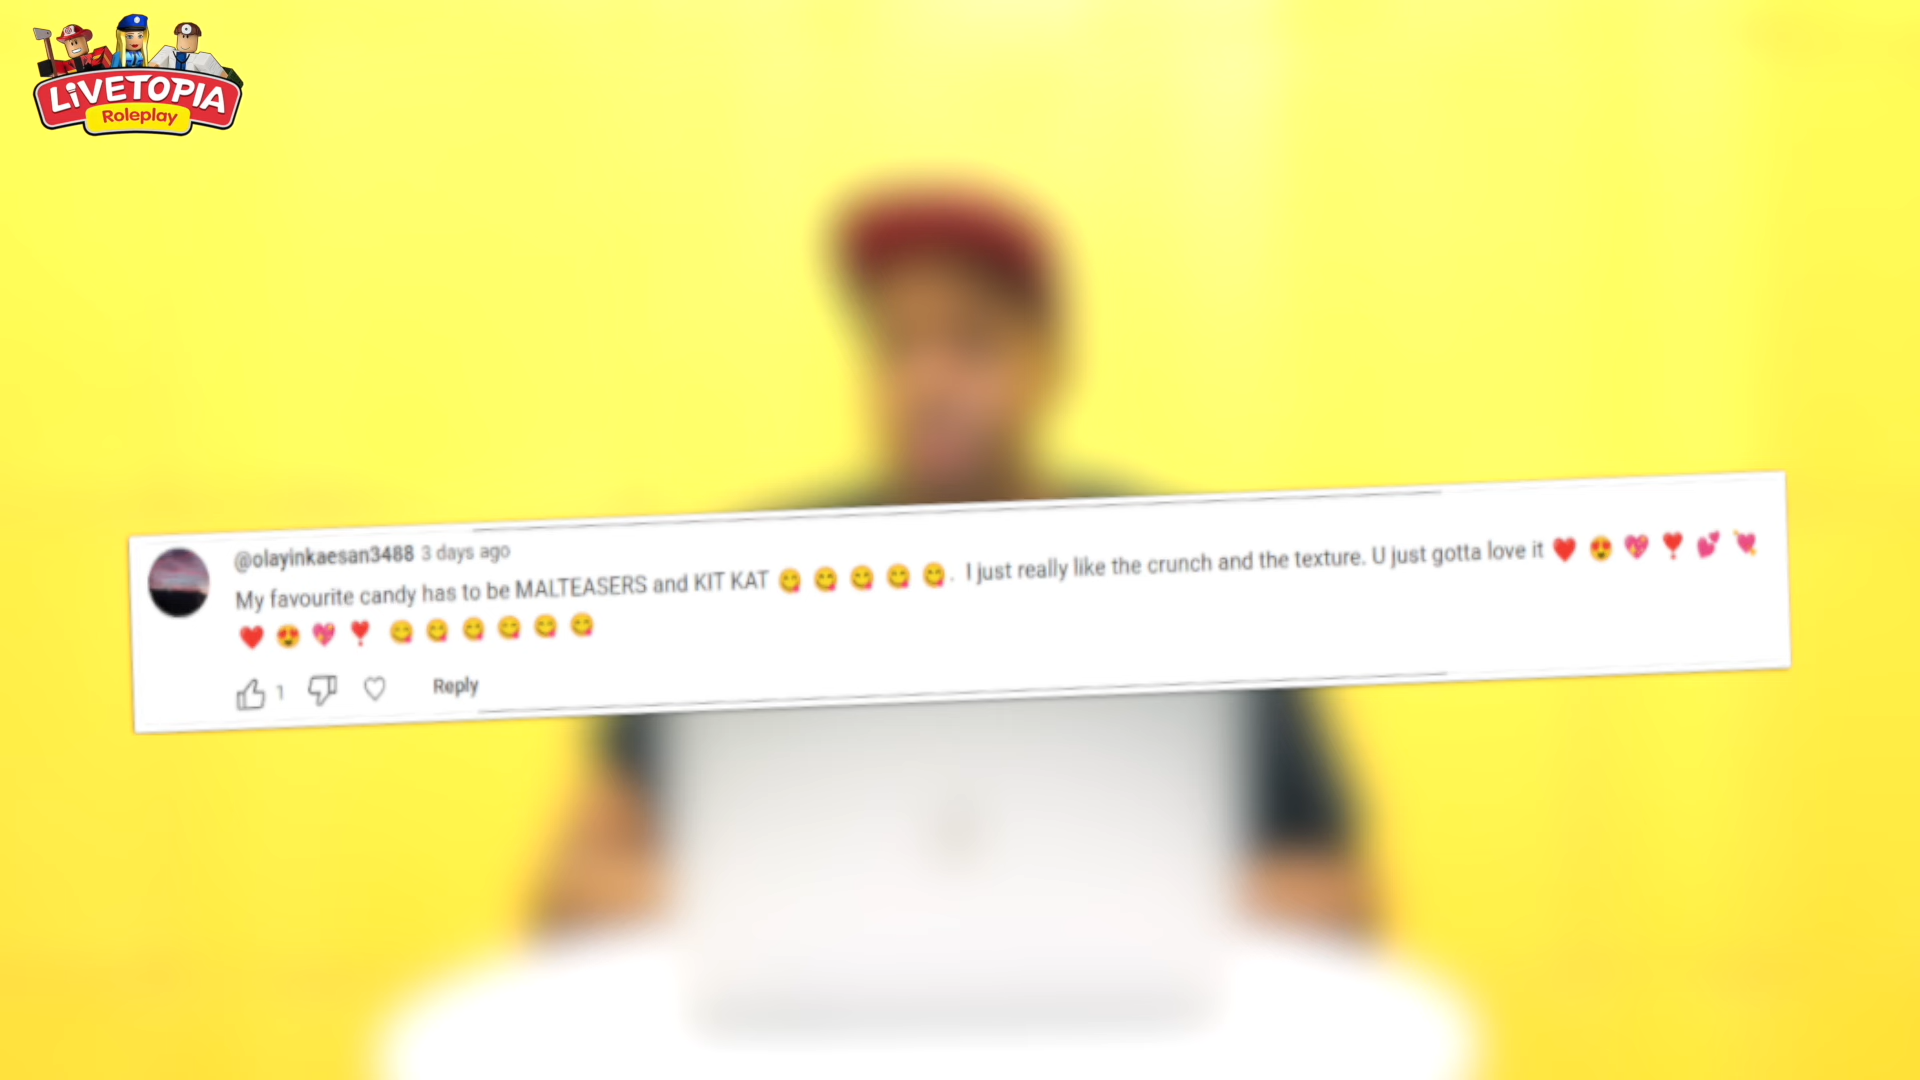 LiVETOPIA
Roleplay
@olayinkaesan3488 3 days ago
My favourite candy has to be MALTEASERS and KIT KAT 😋 😋 😋 😋 😋. I just really like the crunch and the texture. U just gotta love it ❤️ 😍 💖 ❣️ 💕 💘
❤️ 😍 💖 ❣️ 😋 😋 😋 😋 😋 😋
1 Reply